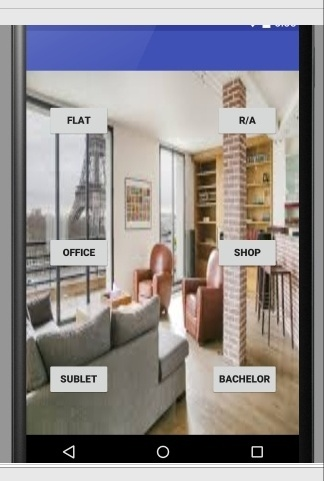 FLAT R/A
OFFICE SHOP
SUBLET BACHELOR